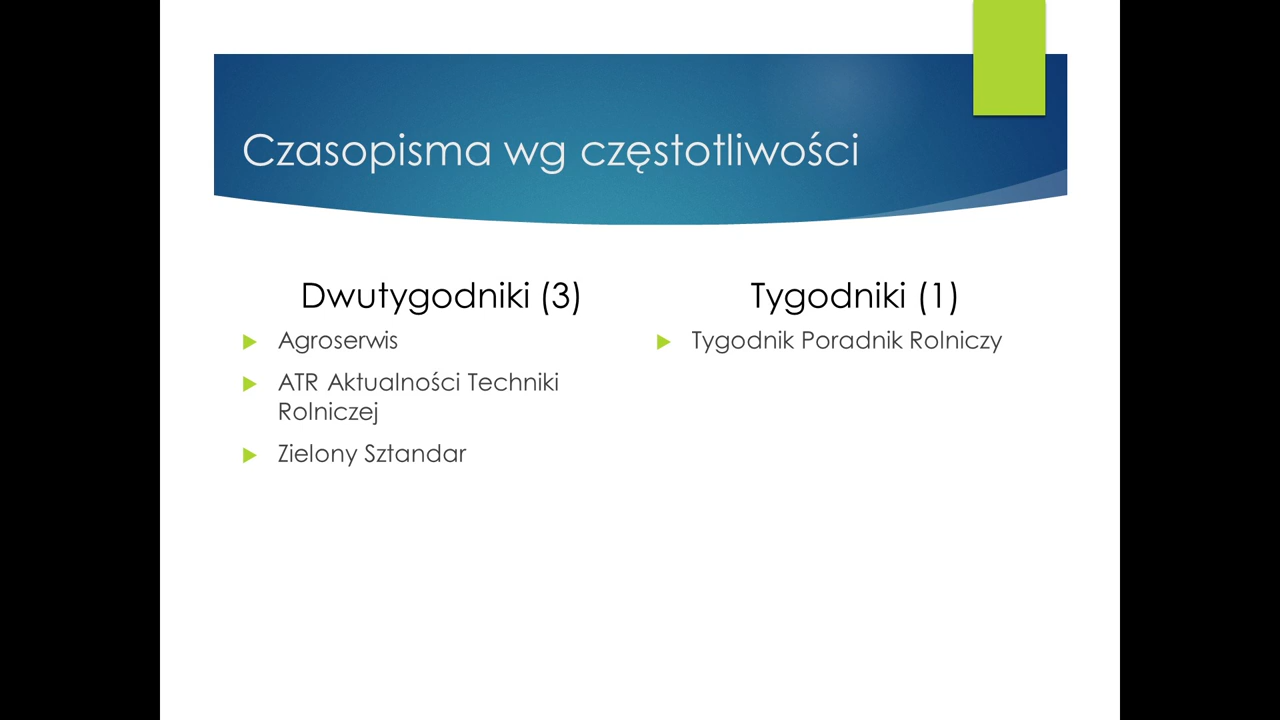 Czasopisma wg częstotliwości
Dwutygodniki (3)
Agroserwis
ATR Aktualności Techniki
Rolniczej
Zielony Sztandar
Tygodniki (1)
Tygodnik Poradnik Rolniczy